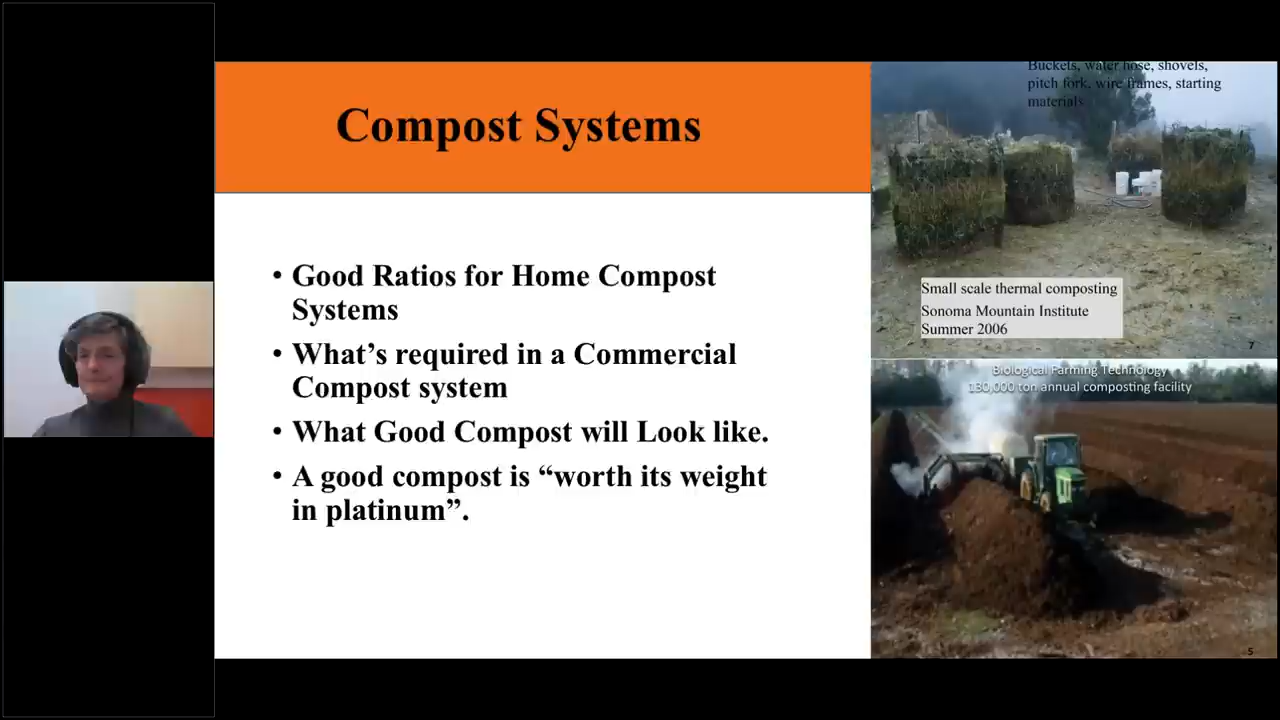 Compost Systems
• Good Ratios for Home Compost
Systems
• What’s required in a Commercial
Compost system
• What Good Compost will Look like.
• A good compost is “worth its weight
in platinum”.
Buckets, water hose, shovels,
pitch fork, wire frames, starting
materials
Small scale thermal composting
Sonoma Mountain Institute
Summer 2006
7
Biological Farming Technology
130,000 ton annual composting facility
5